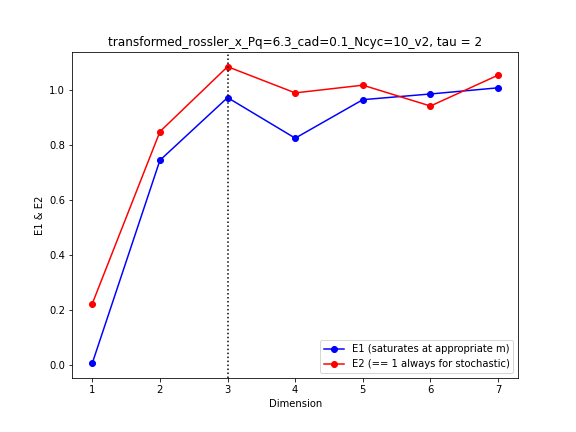 transformed_rossler_x_Pq=6.3_cad=0.1_Ncyc=10_v2, tau = 2
1.0
0.8
0.6
0.4
0.2
0.0
E1 & E2
E1 (saturates at appropriate m)
E2 (== 1 always for stochastic)
1 2 3 4 5 6 7
Dimension